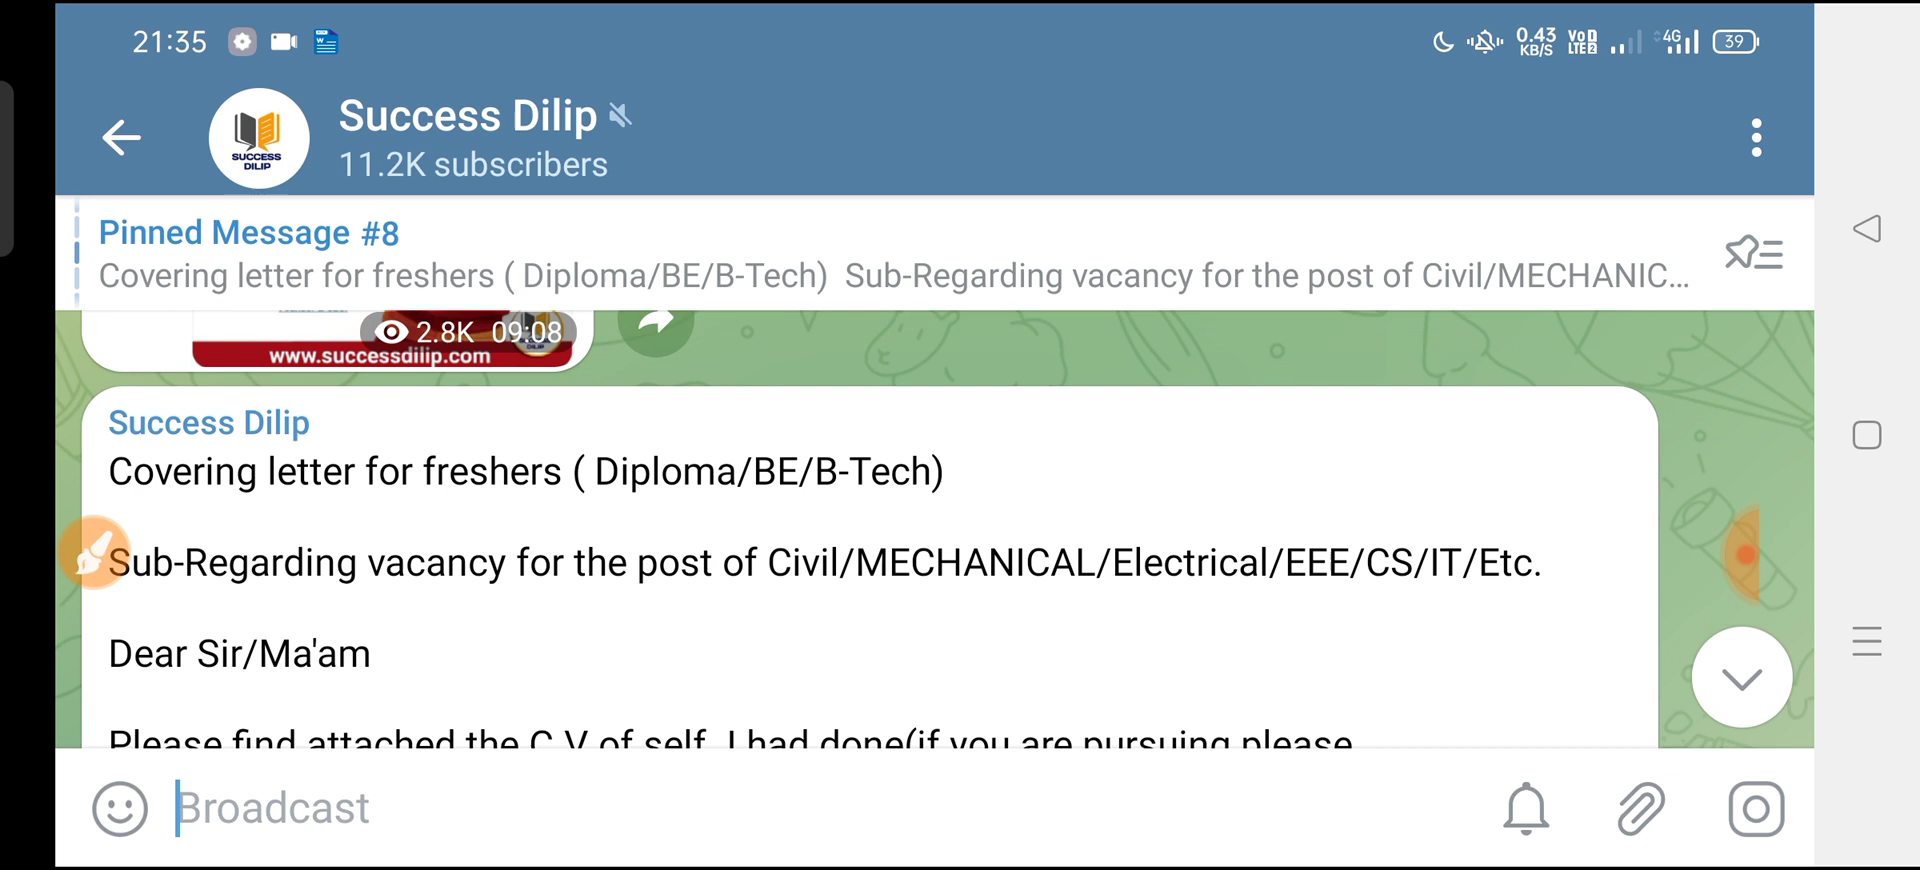 21:35
0.43 KB/S
VoD LTE2
4G
39
Success Dilip
11.2K subscribers
SUCCESS
DILIP
Pinned Message #8
Covering letter for freshers ( Diploma/BE/B-Tech)  Sub-Regarding vacancy for the post of Civil/MECHANIC...
2.8K 09:08
www.successdilip.com
Success Dilip
Covering letter for freshers ( Diploma/BE/B-Tech)
Sub-Regarding vacancy for the post of Civil/MECHANICAL/Electrical/EEE/CS/IT/Etc.
Dear Sir/Ma'am
Please find attached the C.V of self. I had done(if you are pursuing please
Broadcast